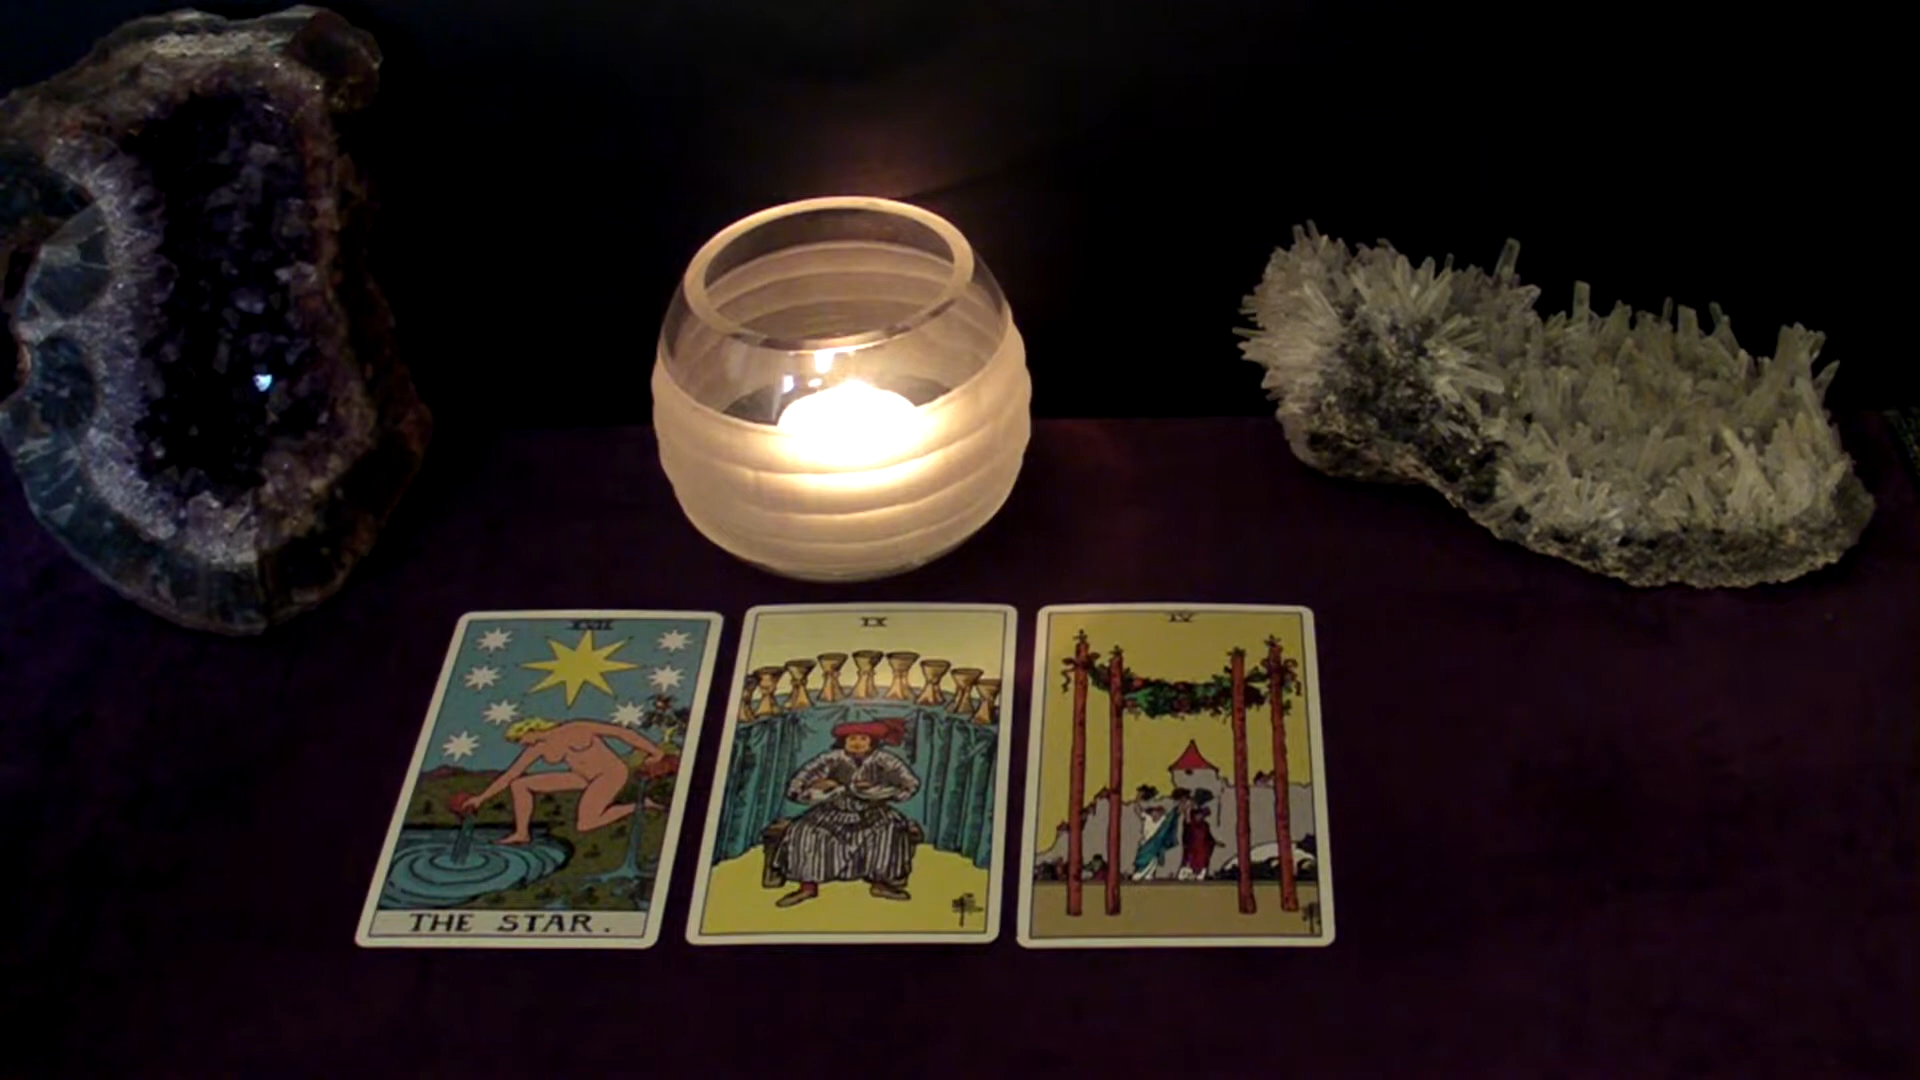 XVII
THE STAR.
IX
IV